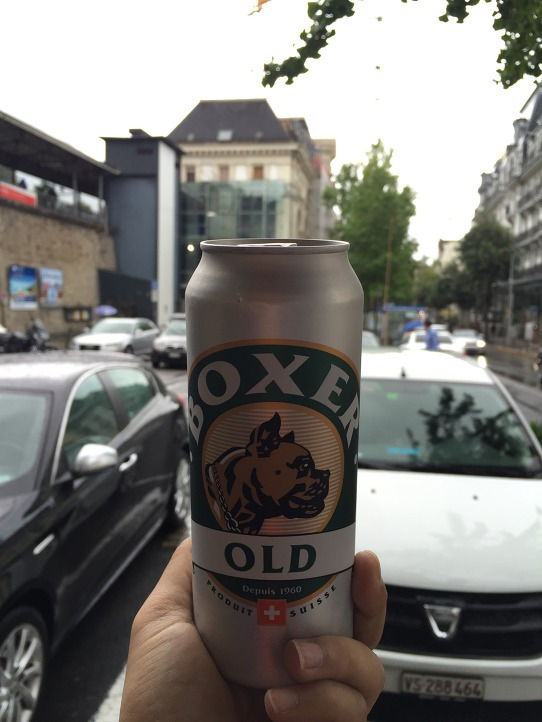 BOXER
OLD
Depuis 1960
PRODUIT SUISSE
VS·288464